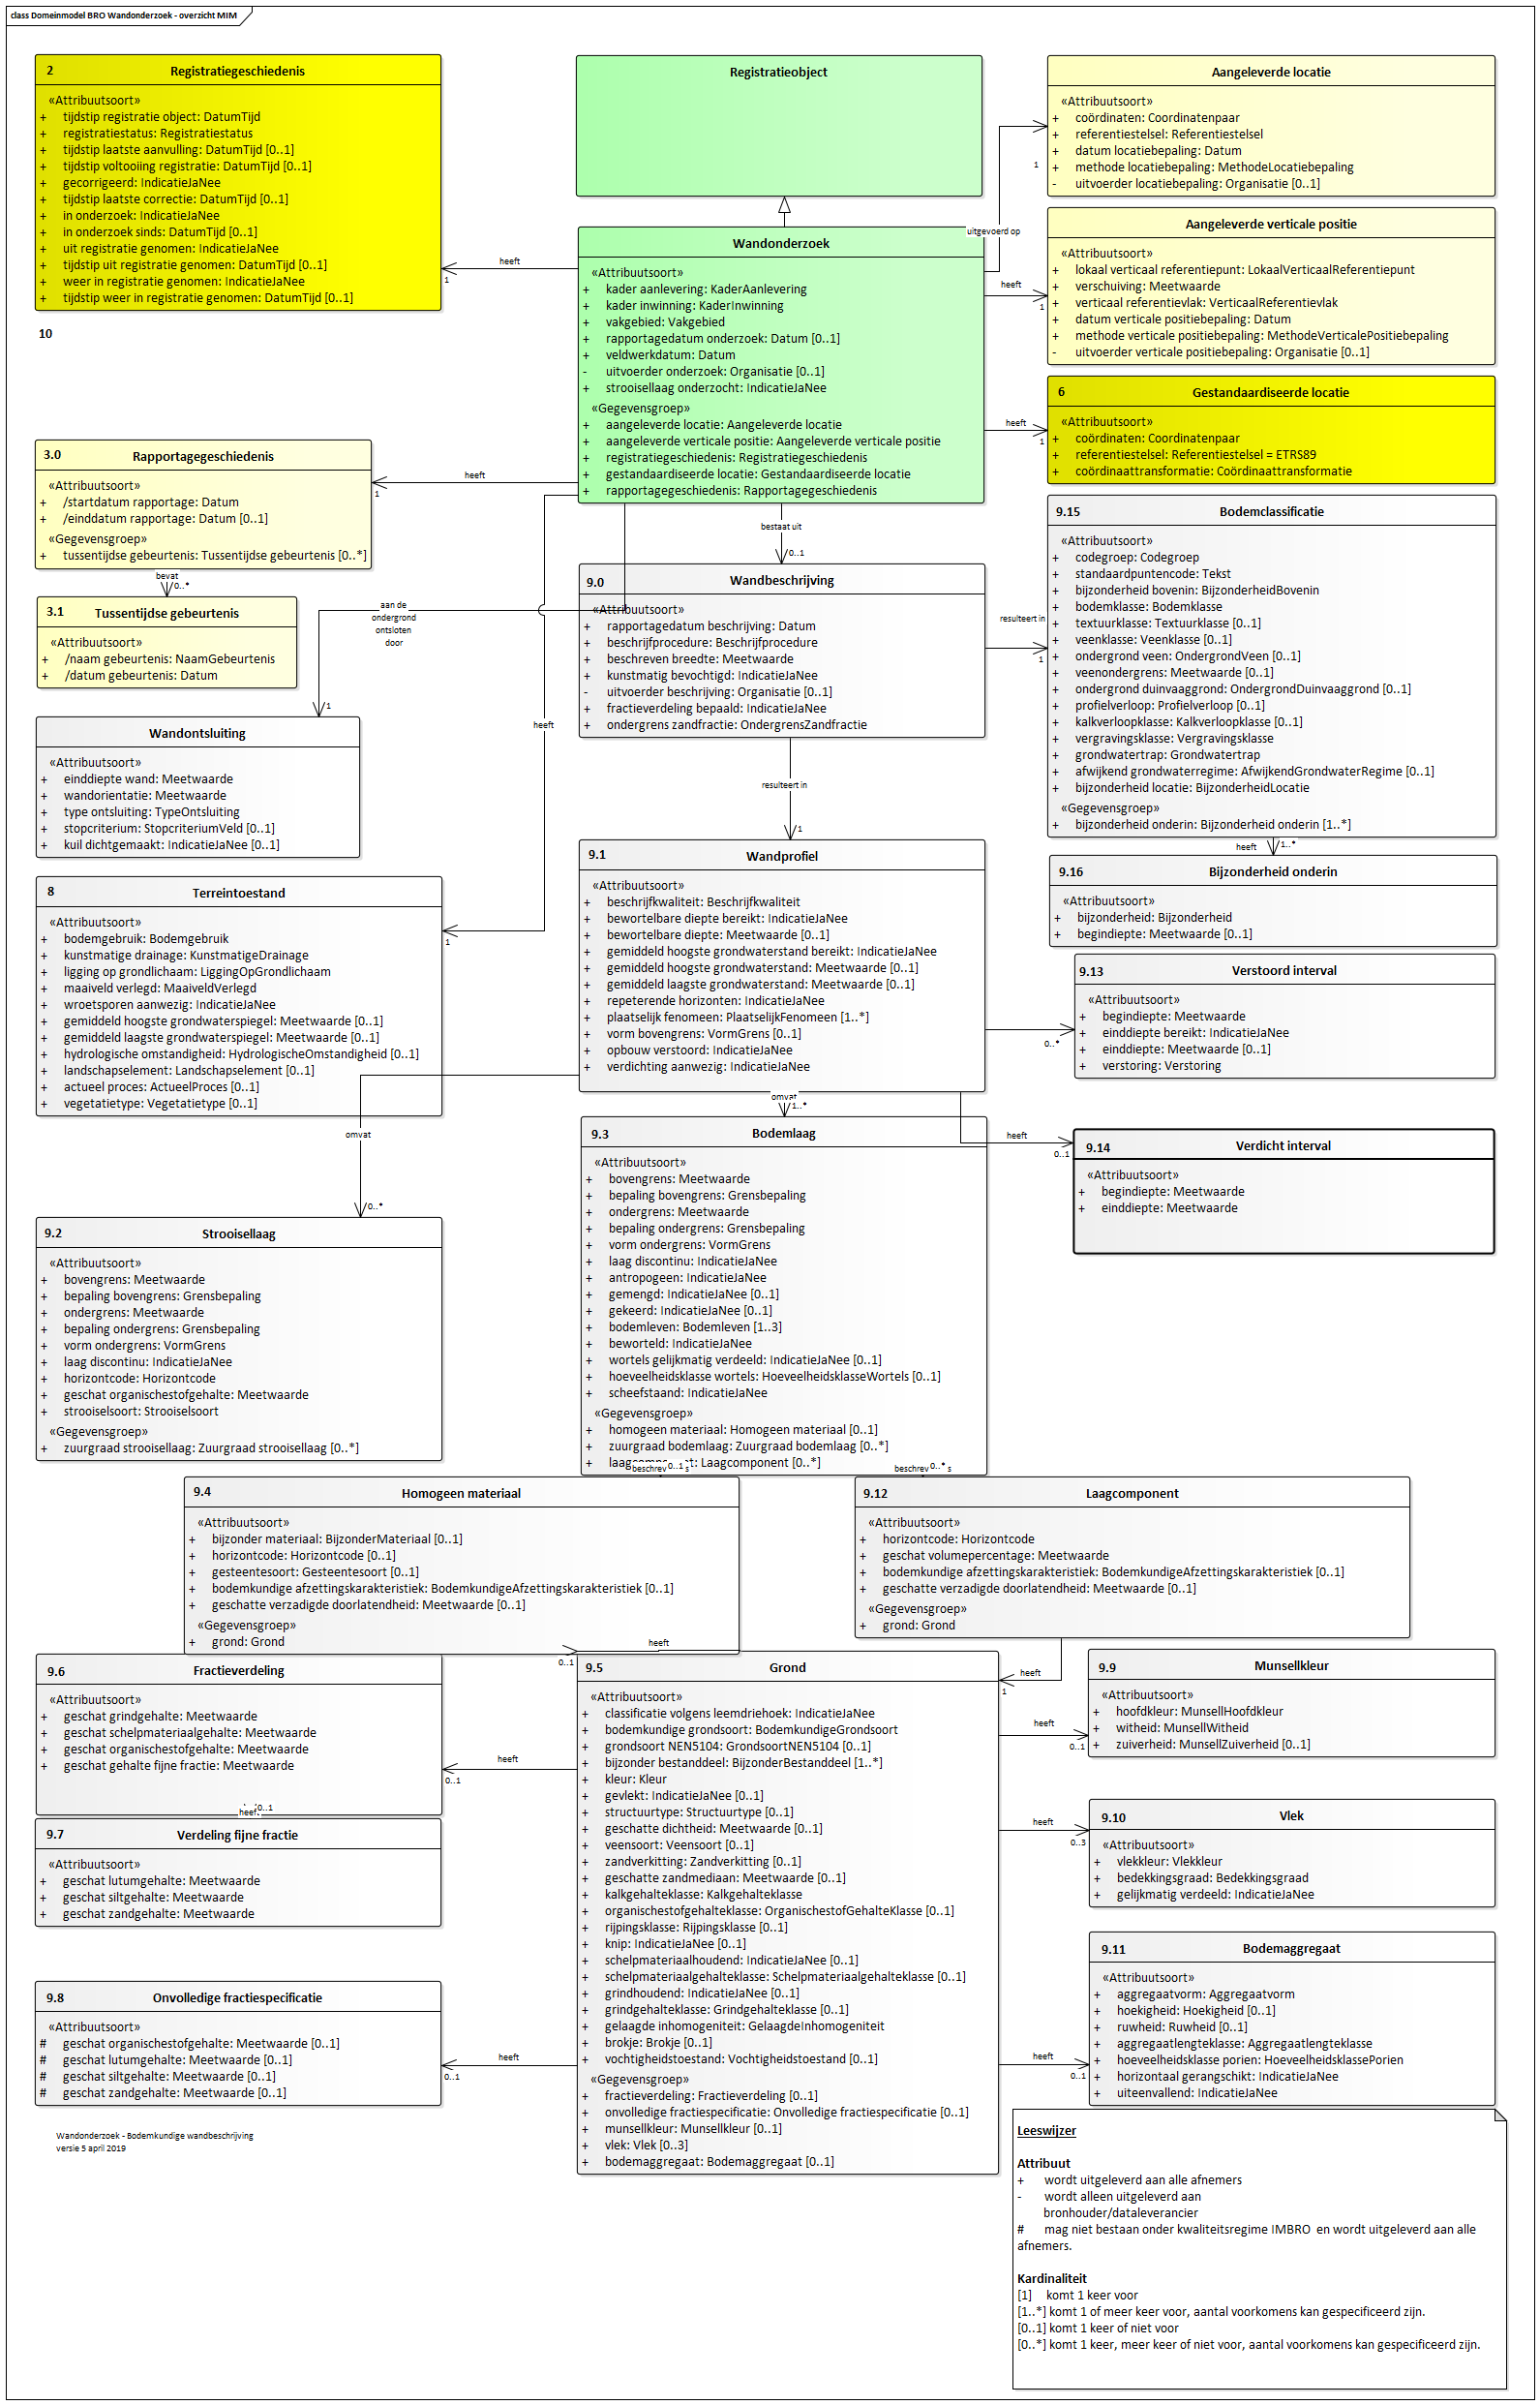 class Domeinmodel BRO Wandonderzoek - overzicht MIM
2 Registratiegeschiedenis
«Attribuutsoort»
+ tijdstip registratie object: DatumTijd
+ registratiestatus: Registratiestatus
+ tijdstip laatste aanvulling: DatumTijd [0..1]
+ tijdstip voltooiing registratie: DatumTijd [0..1]
+ gecorrigeerd: IndicatieJaNee
+ tijdstip laatste correctie: DatumTijd [0..1]
+ in onderzoek: IndicatieJaNee
+ in onderzoek sinds: DatumTijd [0..1]
+ uit registratie genomen: IndicatieJaNee
+ tijdstip uit registratie genomen: DatumTijd [0..1]
+ weer in registratie genomen: IndicatieJaNee
+ tijdstip weer in registratie genomen: DatumTijd [0..1]
10
Registratieobject
Aangeleverde locatie
«Attribuutsoort»
+ coördinaten: Coordinatenpaar
+ referentiestelsel: Referentiestelsel
+ datum locatiebepaling: Datum
+ methode locatiebepaling: MethodeLocatiebepaling
- uitvoerder locatiebepaling: Organisatie [0..1]
1
uitgevoerd op
Wandonderzoek
«Attribuutsoort»
+ kader aanlevering: KaderAanlevering
+ kader inwinning: KaderInwinning
+ vakgebied: Vakgebied
+ rapportagedatum onderzoek: Datum [0..1]
+ veldwerkdatum: Datum
- uitvoerder onderzoek: Organisatie [0..1]
+ strooisellaag onderzocht: IndicatieJaNee
«Gegevensgroep»
+ aangeleverde locatie: Aangeleverde locatie
+ aangeleverde verticale positie: Aangeleverde verticale positie
+ registratiegeschiedenis: Registratiegeschiedenis
+ gestandaardiseerde locatie: Gestandaardiseerde locatie
+ rapportagegeschiedenis: Rapportagegeschiedenis
heeft
1
heeft
1
Aangeleverde verticale positie
«Attribuutsoort»
+ lokaal verticaal referentiepunt: LokaalVerticaalReferentiepunt
+ verschuiving: Meetwaarde
+ verticaal referentievlak: VerticaalReferentievlak
+ datum verticale positiebepaling: Datum
+ methode verticale positiebepaling: MethodeVerticalePositiebepaling
- uitvoerder verticale positiebepaling: Organisatie [0..1]
heeft
1
6 Gestandaardiseerde locatie
«Attribuutsoort»
+ coördinaten: Coordinatenpaar
+ referentiestelsel: Referentiestelsel = ETRS89
+ coördinaattransformatie: Coördinaattransformatie
3.0 Rapportagegeschiedenis
«Attribuutsoort»
+ /startdatum rapportage: Datum
+ /einddatum rapportage: Datum [0..1]
«Gegevensgroep»
+ tussentijdse gebeurtenis: Tussentijdse gebeurtenis [0..*]
heeft
1
bevat
0..*
3.1 Tussentijdse gebeurtenis
«Attribuutsoort»
+ /naam gebeurtenis: NaamGebeurtenis
+ /datum gebeurtenis: Datum
bestaat uit
0..1
9.0 Wandbeschrijving
«Attribuutsoort»
+ rapportagedatum beschrijving: Datum
+ beschrijfprocedure: Beschrijfprocedure
+ beschreven breedte: Meetwaarde
+ kunstmatig bevochtigd: IndicatieJaNee
- uitvoerder beschrijving: Organisatie [0..1]
+ fractieverdeling bepaald: IndicatieJaNee
+ ondergrens zandfractie: OndergrensZandfractie
aan de
ondergrond
ontsloten
door
1
resulteert in
1
9.15 Bodemclassificatie
«Attribuutsoort»
+ codegroep: Codegroep
+ standaardpuntencode: Tekst
+ bijzonderheid bovenin: BijzonderheidBovenin
+ bodemklasse: Bodemklasse
+ textuurklasse: Textuurklasse [0..1]
+ veenklasse: Veenklasse [0..1]
+ ondergrond veen: OndergrondVeen [0..1]
+ veenondergrens: Meetwaarde [0..1]
+ ondergrond duinvaaggrond: OndergrondDuinvaaggrond [0..1]
+ profielverloop: Profielverloop [0..1]
+ kalkverloopklasse: Kalkverloopklasse [0..1]
+ vergravingsklasse: Vergravingsklasse
+ grondwatertrap: Grondwatertrap
+ afwijkend grondwaterregime: AfwijkendGrondwaterRegime [0..1]
+ bijzonderheid locatie: BijzonderheidLocatie
«Gegevensgroep»
+ bijzonderheid onderin: Bijzonderheid onderin [1..*]
heeft
1..*
9.16 Bijzonderheid onderin
«Attribuutsoort»
+ bijzonderheid: Bijzonderheid
+ begindiepte: Meetwaarde [0..1]
Wandontsluiting
«Attribuutsoort»
+ einddiepte wand: Meetwaarde
+ wandorientatie: Meetwaarde
+ type ontsluiting: TypeOntsluiting
+ stopcriterium: StopcriteriumVeld [0..1]
+ kuil dichtgemaakt: IndicatieJaNee [0..1]
heeft
1
resulteert in
1
8 Terreintoestand
«Attribuutsoort»
+ bodemgebruik: Bodemgebruik
+ kunstmatige drainage: KunstmatigeDrainage
+ ligging op grondlichaam: LiggingOpGrondlichaam
+ maaiveld verlegd: MaaiveldVerlegd
+ wroetsporen aanwezig: IndicatieJaNee
+ gemiddeld hoogste grondwaterspiegel: Meetwaarde [0..1]
+ gemiddeld laagste grondwaterspiegel: Meetwaarde [0..1]
+ hydrologische omstandigheid: HydrologischeOmstandigheid [0..1]
+ landschapselement: Landschapselement [0..1]
+ actueel proces: ActueelProces [0..1]
+ vegetatietype: Vegetatietype [0..1]
9.1 Wandprofiel
«Attribuutsoort»
+ beschrijfkwaliteit: Beschrijfkwaliteit
+ bewortelbare diepte bereikt: IndicatieJaNee
+ bewortelbare diepte: Meetwaarde [0..1]
+ gemiddeld hoogste grondwaterstand bereikt: IndicatieJaNee
+ gemiddeld hoogste grondwaterstand: Meetwaarde [0..1]
+ gemiddeld laagste grondwaterstand: Meetwaarde [0..1]
+ repeterende horizonten: IndicatieJaNee
+ plaatselijk fenomeen: PlaatselijkFenomeen [1..*]
+ vorm bovengrens: VormGrens [0..1]
+ opbouw verstoord: IndicatieJaNee
+ verdichting aanwezig: IndicatieJaNee
0..*
9.13 Verstoord interval
«Attribuutsoort»
+ begindiepte: Meetwaarde
+ einddiepte bereikt: IndicatieJaNee
+ einddiepte: Meetwaarde [0..1]
+ verstoring: Verstoring
omvat
1..*
heeft
0..1
9.14 Verdicht interval
«Attribuutsoort»
+ begindiepte: Meetwaarde
+ einddiepte: Meetwaarde
omvat
0..*
9.2 Strooisellaag
«Attribuutsoort»
+ bovengrens: Meetwaarde
+ bepaling bovengrens: Grensbepaling
+ ondergrens: Meetwaarde
+ bepaling ondergrens: Grensbepaling
+ vorm ondergrens: VormGrens
+ laag discontinu: IndicatieJaNee
+ horizontcode: Horizontcode
+ geschat organischestofgehalte: Meetwaarde
+ strooiselsoort: Strooiselsoort
«Gegevensgroep»
+ zuurgraad strooisellaag: Zuurgraad strooisellaag [0..*]
9.3 Bodemlaag
«Attribuutsoort»
+ bovengrens: Meetwaarde
+ bepaling bovengrens: Grensbepaling
+ ondergrens: Meetwaarde
+ bepaling ondergrens: Grensbepaling
+ vorm ondergrens: VormGrens
+ laag discontinu: IndicatieJaNee
+ antropogeen: IndicatieJaNee
+ gemengd: IndicatieJaNee [0..1]
+ gekeerd: IndicatieJaNee [0..1]
+ bodemleven: Bodemleven [1..3]
+ beworteld: IndicatieJaNee
+ wortels gelijkmatig verdeeld: IndicatieJaNee [0..1]
+ hoeveelheidsklasse wortels: HoeveelheidsklasseWortels [0..1]
+ scheefstaand: IndicatieJaNee
«Gegevensgroep»
+ homogeen materiaal: Homogeen materiaal [0..1]
+ zuurgraad bodemlaag: Zuurgraad bodemlaag [0..*]
+ : Laagcomponent [0..*]
0..1
0..*
9.4 Homogeen materiaal
«Attribuutsoort»
+ bijzonder materiaal: BijzonderMateriaal [0..1]
+ horizontcode: Horizontcode [0..1]
+ gesteentesoort: Gesteentesoort [0..1]
+ bodemkundige afzettingskarakteristiek: BodemkundigeAfzettingskarakteristiek [0..1]
+ geschatte verzadigde doorlatendheid: Meetwaarde [0..1]
«Gegevensgroep»
+ grond: Grond
heeft
0..1
9.12 Laagcomponent
«Attribuutsoort»
+ horizontcode: Horizontcode
+ geschat volumepercentage: Meetwaarde
+ bodemkundige afzettingskarakteristiek: BodemkundigeAfzettingskarakteristiek [0..1]
+ geschatte verzadigde doorlatendheid: Meetwaarde [0..1]
«Gegevensgroep»
+ grond: Grond
heeft
1
9.6 Fractieverdeling
«Attribuutsoort»
+ geschat grindgehalte: Meetwaarde
+ geschat schelpmateriaalgehalte: Meetwaarde
+ geschat organischestofgehalte: Meetwaarde
+ geschat gehalte fijne fractie: Meetwaarde
heeft
0..1
0..1
heeft
9.7 Verdeling fijne fractie
«Attribuutsoort»
+ geschat lutumgehalte: Meetwaarde
+ geschat siltgehalte: Meetwaarde
+ geschat zandgehalte: Meetwaarde
9.8 Onvolledige fractiespecificatie
«Attribuutsoort»
# geschat organischestofgehalte: Meetwaarde [0..1]
# geschat lutumgehalte: Meetwaarde [0..1]
# geschat siltgehalte: Meetwaarde [0..1]
# geschat zandgehalte: Meetwaarde [0..1]
heeft
0..1
9.5 Grond
«Attribuutsoort»
+ classificatie volgens leemdriehoek: IndicatieJaNee
+ bodemkundige grondsoort: BodemkundigeGrondsoort
+ grondsoort NEN5104: GrondsoortNEN5104 [0..1]
+ bijzonder bestanddeel: BijzonderBestanddeel [1..*]
+ kleur: Kleur
+ gevlekt: IndicatieJaNee [0..1]
+ structuurtype: Structuurtype [0..1]
+ geschatte dichtheid: Meetwaarde [0..1]
+ veensoort: Veensoort [0..1]
+ zandverkitting: Zandverkitting [0..1]
+ geschatte zandmediaan: Meetwaarde [0..1]
+ kalkgehalteklasse: Kalkgehalteklasse
+ organischestofgehalteklasse: OrganischestofGehalteKlasse [0..1]
+ rijpingsklasse: Rijpingsklasse [0..1]
+ knip: IndicatieJaNee [0..1]
+ schelpmateriaalhoudend: IndicatieJaNee [0..1]
+ schelpmateriaalgehalteklasse: Schelpmateriaalgehalteklasse [0..1]
+ grindhoudend: IndicatieJaNee [0..1]
+ grindgehalteklasse: Grindgehalteklasse [0..1]
+ gelaagde inhomogeniteit: GelaagdeInhomogeniteit
+ brokje: Brokje [0..1]
+ vochtigheidstoestand: Vochtigheidstoestand [0..1]
«Gegevensgroep»
+ fractieverdeling: Fractieverdeling [0..1]
+ onvolledige fractiespecificatie: Onvolledige fractiespecificatie [0..1]
+ munsellkleur: Munsellkleur [0..1]
+ vlek: Vlek [0..3]
+ bodemaggregaat: Bodemaggregaat [0..1]
heeft
0..1
9.9 Munsellkleur
«Attribuutsoort»
+ hoofdkleur: MunsellHoofdkleur
+ witheid: MunsellWitheid
+ zuiverheid: MunsellZuiverheid [0..1]
heeft
0..3
9.10 Vlek
«Attribuutsoort»
+ vlekkleur: Vlekkleur
+ bedekkingsgraad: Bedekkingsgraad
+ gelijkmatig verdeeld: IndicatieJaNee
heeft
0..1
9.11 Bodemaggregaat
«Attribuutsoort»
+ aggregaatvorm: Aggregaatvorm
+ hoekigheid: Hoekigheid [0..1]
+ ruwheid: Ruwheid [0..1]
+ aggregaatlengteklasse: Aggregaatlengteklasse
+ hoeveelheidsklasse porien: HoeveelheidsklassePorien
+ horizontaal gerangschikt: IndicatieJaNee
+ uiteenvallend: IndicatieJaNee
Wandonderzoek - Bodemkundige wandbeschrijving
versie 5 april 2019
Leeswijzer
Attribuut
+ wordt uitgeleverd aan alle afnemers
- wordt alleen uitgeleverd aan
bronhouder/dataleverancier
# mag niet bestaan onder kwaliteitsregime IMBRO en wordt uitgeleverd aan alle
afnemers.
Kardinaliteit
[1] komt 1 keer voor
[1..*] komt 1 of meer keer voor, aantal voorkomens kan gespecificeerd zijn.
[0..1] komt 1 keer of niet voor
[0..*] komt 1 keer, meer keer of niet voor, aantal voorkomens kan gespecificeerd zijn.